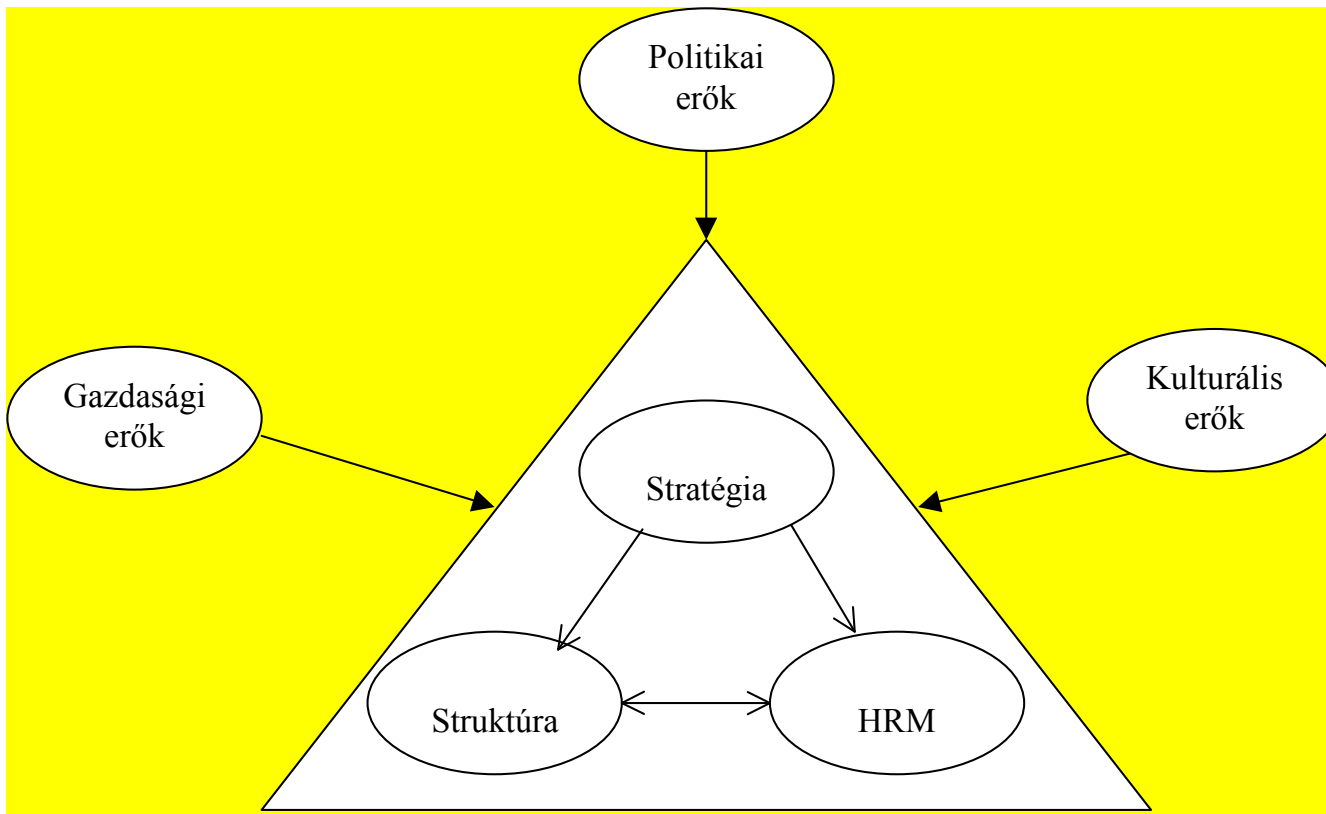 Politikai
erők
Gazdasági
erők
Kulturális
erők
Stratégia
Struktúra
HRM